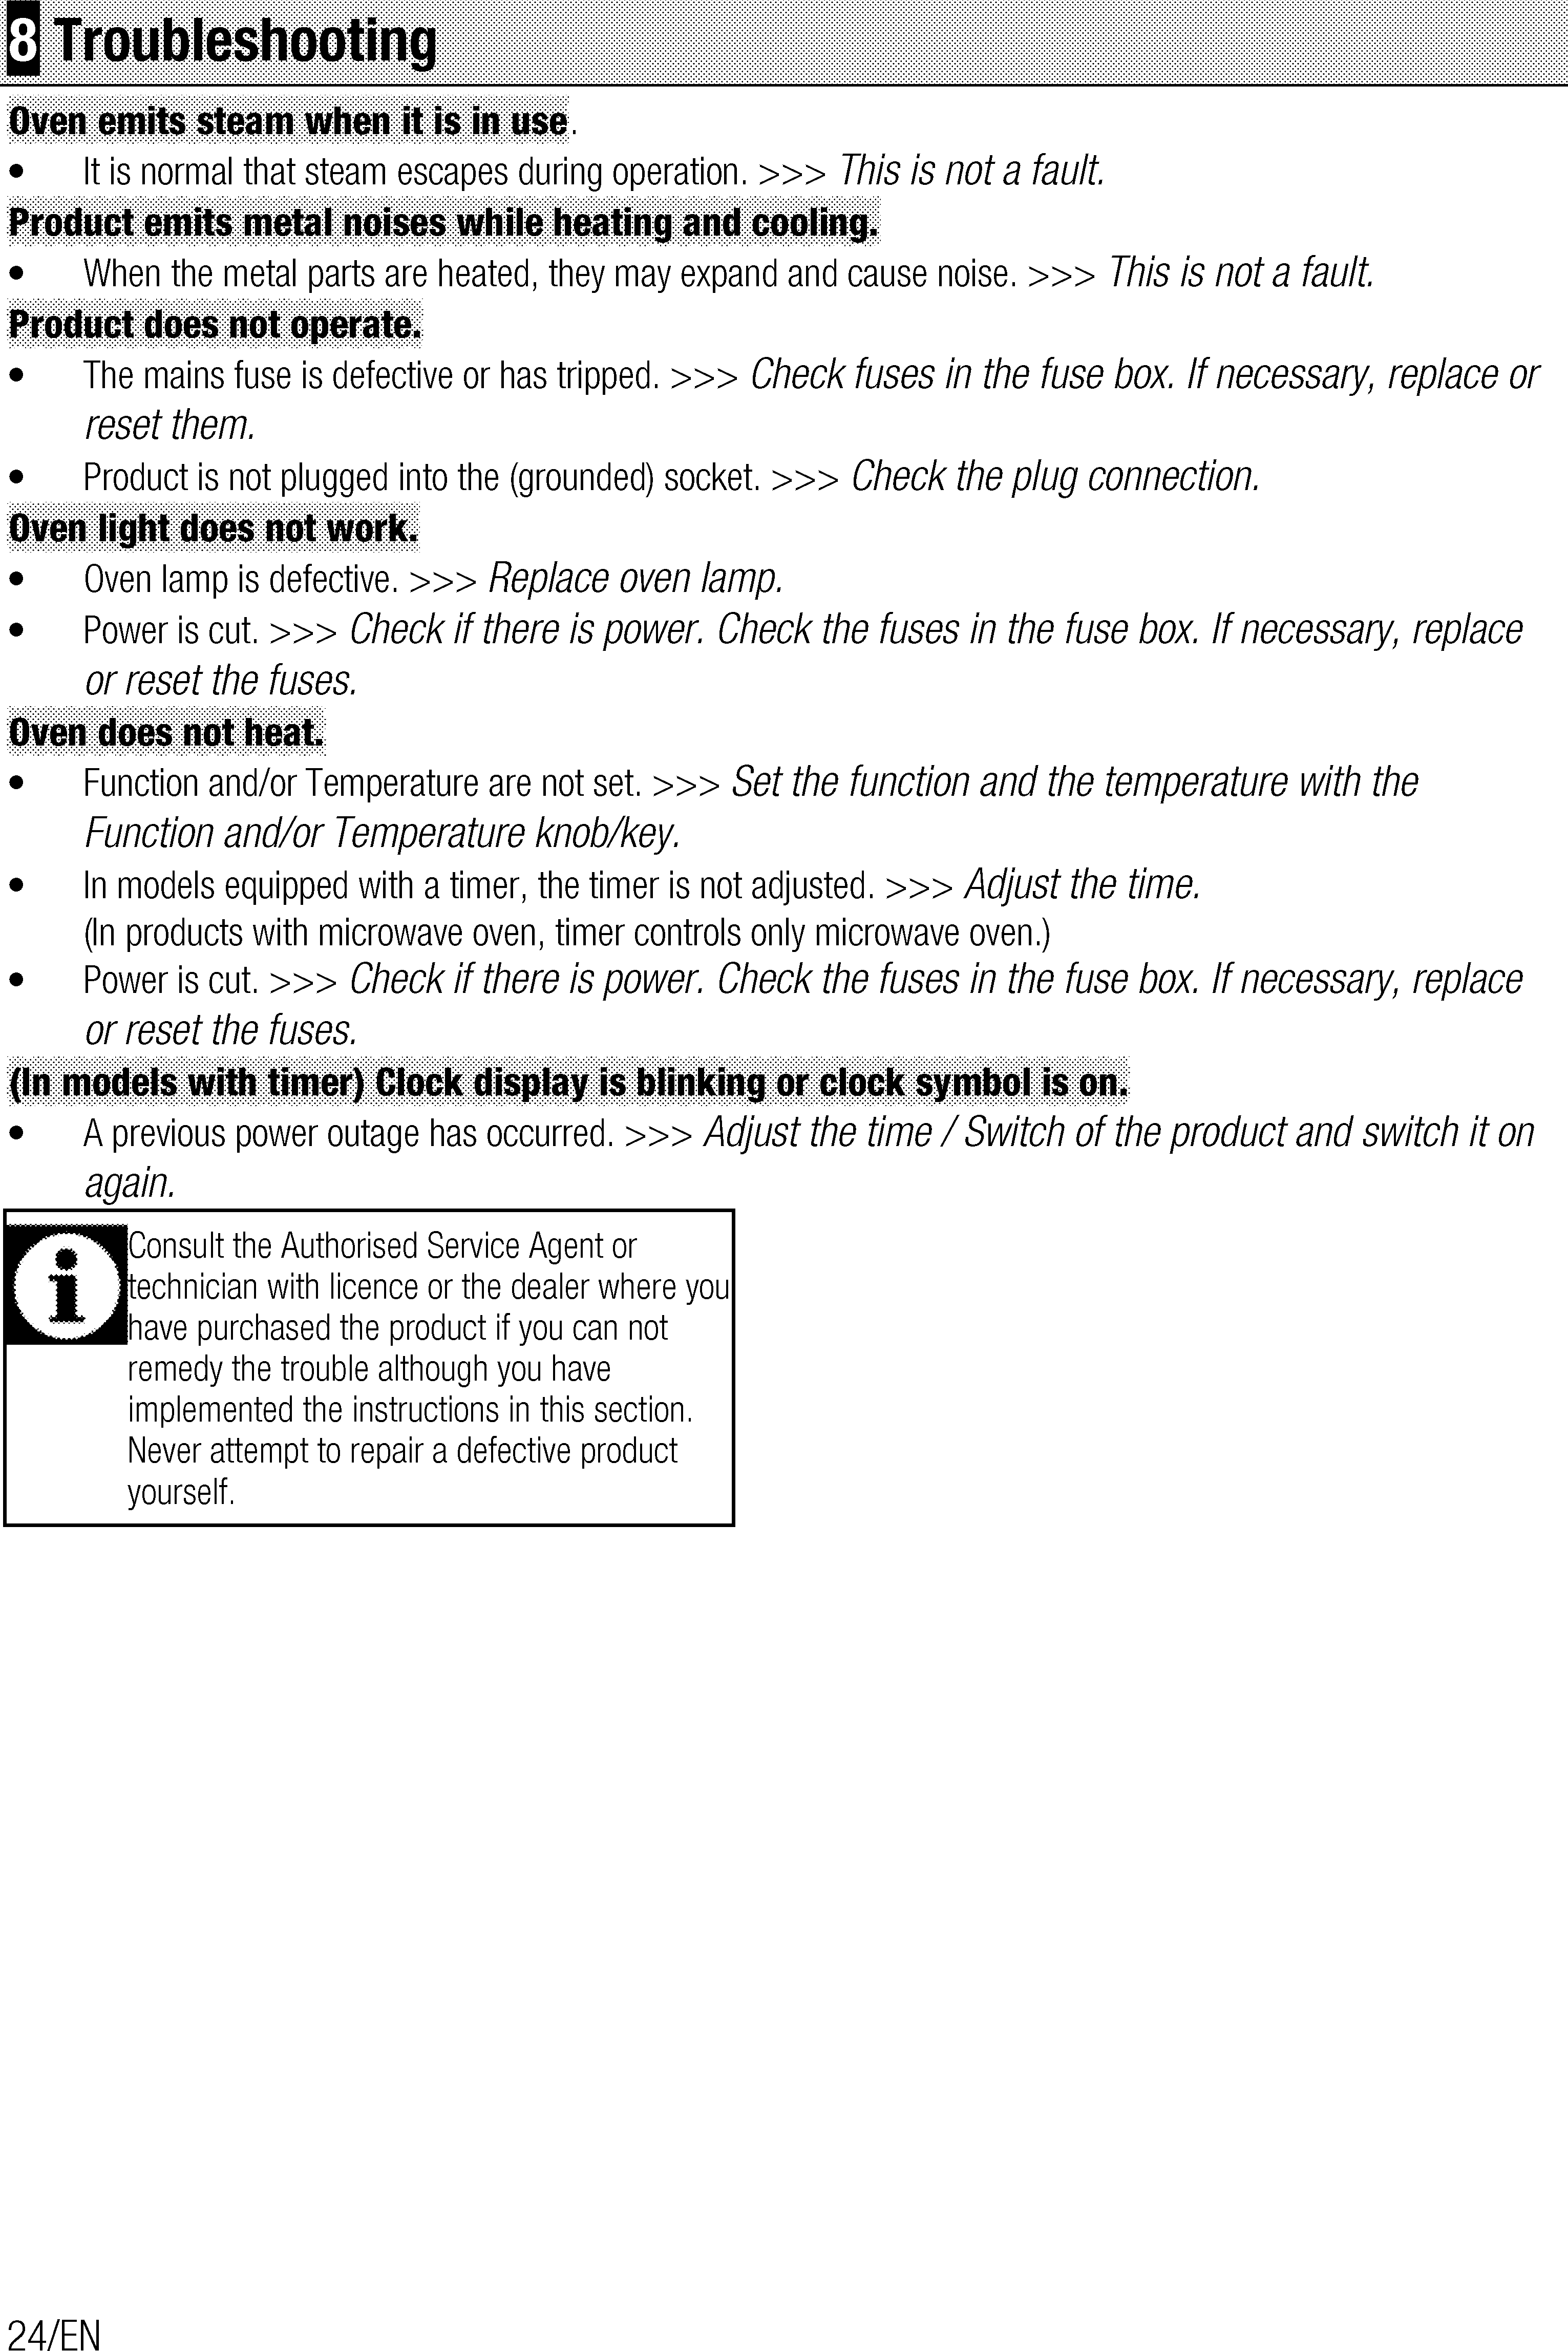 8 Troubleshooting
Oven emits steam when it is in use.
• It is normal that steam escapes during operation. >>> This is not a fault.
Product emits metal noises while heating and cooling.
• When the metal parts are heated, they may expand and cause noise. >>> This is not a fault.
Product does not operate.
• The mains fuse is defective or has tripped. >>> Check fuses in the fuse box. If necessary, replace or
reset them.
• Product is not plugged into the (grounded) socket. >>> Check the plug connection.
Oven light does not work.
• Oven lamp is defective. >>> Replace oven lamp.
• Power is cut. >>> Check if there is power. Check the fuses in the fuse box. If necessary, replace
or reset the fuses.
Oven does not heat.
• Function and/or Temperature are not set. >>> Set the function and the temperature with the
Function and/or Temperature knob/key.
• In models equipped with a timer, the timer is not adjusted. >>> Adjust the time.
(In products with microwave oven, timer controls only microwave oven.)
• Power is cut. >>> Check if there is power. Check the fuses in the fuse box. If necessary, replace
or reset the fuses.
(In models with timer) Clock display is blinking or clock symbol is on.
• A previous power outage has occurred. >>> Adjust the time / Switch of the product and switch it on
again.
i
Consult the Authorised Service Agent or
technician with licence or the dealer where you
have purchased the product if you can not
remedy the trouble although you have
implemented the instructions in this section.
Never attempt to repair a defective product
yourself.
24/EN